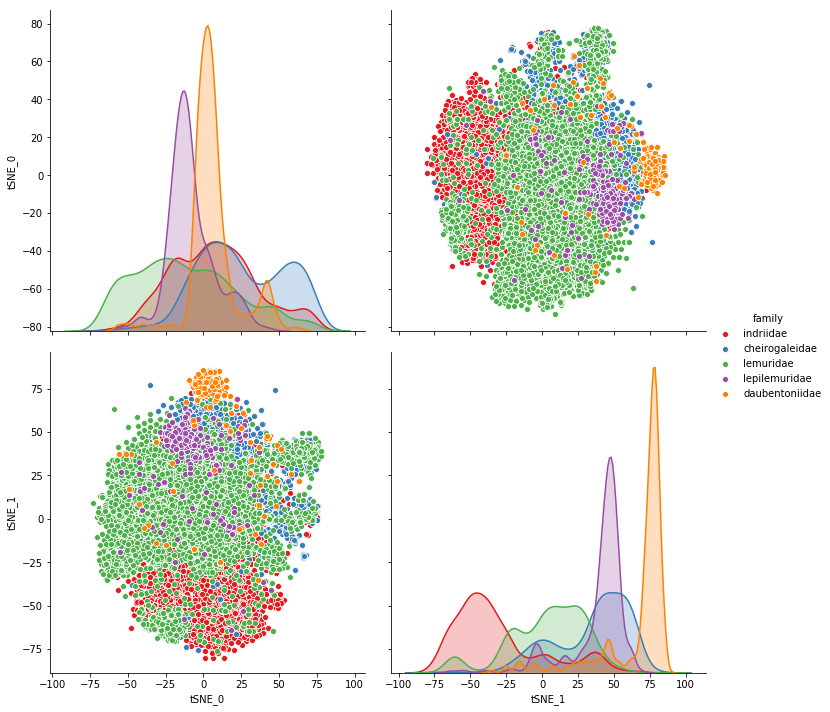 80
60
40
20
0
−20
−40
−60
−80
tSNE_0
family
indriidae
cheirogaleidae
lemuridae
lepilemuridae
daubentoniidae
75
50
25
0
−25
−50
−75
tSNE_1
−100 −75 −50 −25 0 25 50 75 100
tSNE_0
−100 −75 −50 −25 0 25 50 75 100
tSNE_1